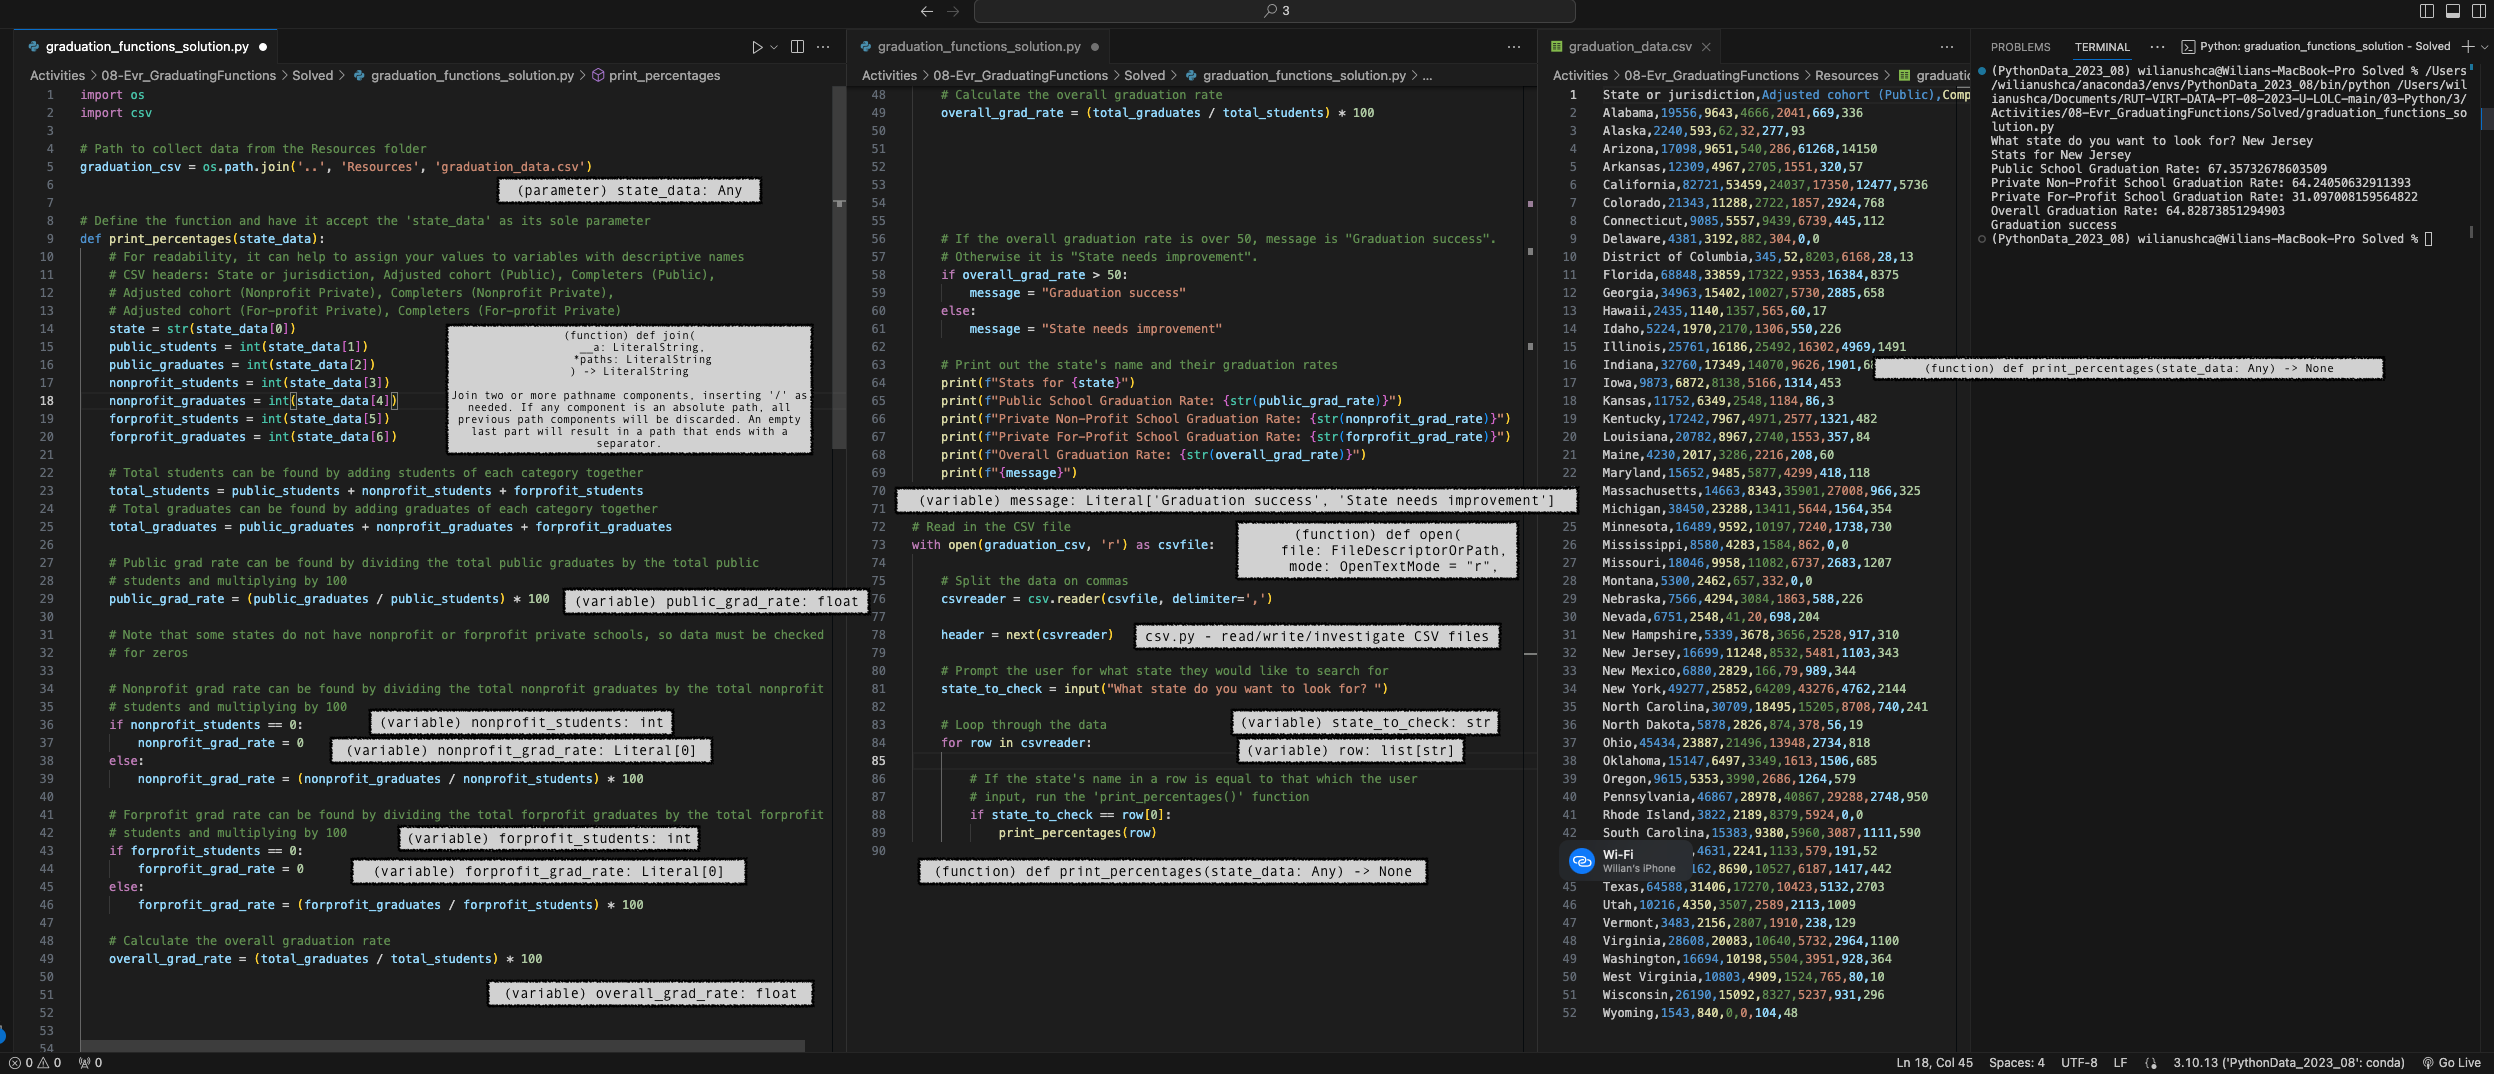 3
graduation_functions_solution.py
Activities > 08-Evr_GraduatingFunctions > Solved > graduation_functions_solution.py > print_percentages
1 import os
2 import csv
3
4 # Path to collect data from the Resources folder
5 graduation_csv = os.path.join('..', 'Resources', 'graduation_data.csv')
6
(parameter) state_data: Any
7
8 # Define the function and have it accept the 'state_data' as its sole parameter
9 def print_percentages(state_data):
10 # For readability, it can help to assign your values to variables with descriptive names
11 # CSV headers: State or jurisdiction, Adjusted cohort (Public), Completers (Public),
12 # Adjusted cohort (Nonprofit Private), Completers (Nonprofit Private),
13 # Adjusted cohort (For-profit Private), Completers (For-profit Private)
14 state = str(state_data[0])
15 public_students = int(state_data[1])
16 public_graduates = int(state_data[2])
17 nonprofit_students = int(state_data[3])
18 nonprofit_graduates = int(state_data[4])
19 forprofit_students = int(state_data[5])
20 forprofit_graduates = int(state_data[6])
(function) def join(
__a: LiteralString,
*paths: LiteralString
) -> LiteralString
Join two or more pathname components, inserting '/' as
needed. If any component is an absolute path, all
previous path components will be discarded. An empty
last part will result in a path that ends with a
separator.
21
22 # Total students can be found by adding students of each category together
23 total_students = public_students + nonprofit_students + forprofit_students
24 # Total graduates can be found by adding graduates of each category together
25 total_graduates = public_graduates + nonprofit_graduates + forprofit_graduates
26
27 # Public grad rate can be found by dividing the total public graduates by the total public
28 # students and multiplying by 100
29 public_grad_rate = (public_graduates / public_students) * 100
(variable) public_grad_rate: float
30
31 # Note that some states do not have nonprofit or forprofit private schools, so data must be checked
32 # for zeros
33
34 # Nonprofit grad rate can be found by dividing the total nonprofit graduates by the total nonprofit
35 # students and multiplying by 100
36 if nonprofit_students == 0:
(variable) nonprofit_students: int
37 nonprofit_grad_rate = 0
(variable) nonprofit_grad_rate: Literal[0]
38 else:
39 nonprofit_grad_rate = (nonprofit_graduates / nonprofit_students) * 100
40
41 # Forprofit grad rate can be found by dividing the total forprofit graduates by the total forprofit
42 # students and multiplying by 100
(variable) forprofit_students: int
43 if forprofit_students == 0:
44 forprofit_grad_rate = 0
(variable) forprofit_grad_rate: Literal[0]
45 else:
46 forprofit_grad_rate = (forprofit_graduates / forprofit_students) * 100
47
48 # Calculate the overall graduation rate
49 overall_grad_rate = (total_graduates / total_students) * 100
50
51
(variable) overall_grad_rate: float
52
53
54
graduation_functions_solution.py
Activities > 08-Evr_GraduatingFunctions > Solved > graduation_functions_solution.py > ...
48 # Calculate the overall graduation rate
49 overall_grad_rate = (total_graduates / total_students) * 100
50
51
52
53
54
55
56 # If the overall graduation rate is over 50, message is "Graduation success".
57 # Otherwise it is "State needs improvement".
58 if overall_grad_rate > 50:
59 message = "Graduation success"
60 else:
61 message = "State needs improvement"
62
63 # Print out the state's name and their graduation rates
64 print(f"Stats for {state}")
65 print(f"Public School Graduation Rate: {str(public_grad_rate)}")
66 print(f"Private Non-Profit School Graduation Rate: {str(nonprofit_grad_rate)}")
67 print(f"Private For-Profit School Graduation Rate: {str(forprofit_grad_rate)}")
68 print(f"Overall Graduation Rate: {str(overall_grad_rate)}")
69 print(f"{message}")
70
(variable) message: Literal['Graduation success', 'State needs improvement']
71
72 # Read in the CSV file
73 with open(graduation_csv, 'r') as csvfile:
(function) def open(
file: FileDescriptorOrPath,
mode: OpenTextMode = "r",
74
75 # Split the data on commas
76 csvreader = csv.reader(csvfile, delimiter=',')
77
78 header = next(csvreader)
csv.py - read/write/investigate CSV files
79
80 # Prompt the user for what state they would like to search for
81 state_to_check = input("What state do you want to look for? ")
82
83 # Loop through the data
(variable) state_to_check: str
84 for row in csvreader:
(variable) row: list[str]
85
86 # If the state's name in a row is equal to that which the user
87 # input, run the 'print_percentages()' function
88 if state_to_check == row[0]:
89 print_percentages(row)
90
(function) def print_percentages(state_data: Any) -> None
graduation_data.csv
Activities > 08-Evr_GraduatingFunctions > Resources > graduatic
1 State or jurisdiction,Adjusted cohort (Public),Comp
2 Alabama,19556,9643,4666,2041,669,336
3 Alaska,2240,593,62,32,277,93
4 Arizona,17098,9651,540,286,61268,14150
5 Arkansas,12309,4967,2705,1551,320,57
6 California,82721,53459,24037,17350,12477,5736
7 Colorado,21343,11288,2722,1857,2924,768
8 Connecticut,9085,5557,9439,6739,445,112
9 Delaware,4381,3192,882,304,0,0
10 District of Columbia,345,52,8203,6168,28,13
11 Florida,68848,33859,17322,9353,16384,8375
12 Georgia,34963,15402,10027,5730,2885,658
13 Hawaii,2435,1140,1357,565,60,17
14 Idaho,5224,1970,2170,1306,550,226
15 Illinois,25761,16186,25492,16302,4969,1491
16 Indiana,32760,17349,14070,9626,1901,68
(function) def print_percentages(state_data: Any) -> None
17 Iowa,9873,6872,8138,5166,1314,453
18 Kansas,11752,6349,2548,1184,86,3
19 Kentucky,17242,7967,4971,2577,1321,482
20 Louisiana,20782,8967,2740,1553,357,84
21 Maine,4230,2017,3286,2216,208,60
22 Maryland,15652,9485,5877,4299,418,118
Massachusetts,14663,8343,35901,27008,966,325
Michigan,38450,23288,13411,5644,1564,354
25 Minnesota,16489,9592,10197,7240,1738,730
26 Mississippi,8580,4283,1584,862,0,0
27 Missouri,18046,9958,11082,6737,2683,1207
28 Montana,5300,2462,657,332,0,0
29 Nebraska,7566,4294,3084,1863,588,226
30 Nevada,6751,2548,41,20,698,204
31 New Hampshire,5339,3678,3656,2528,917,310
32 New Jersey,16699,11248,8532,5481,1103,343
33 New Mexico,6880,2829,166,79,989,344
34 New York,49277,25852,64209,43276,4762,2144
35 North Carolina,30709,18495,15205,8708,740,241
36 North Dakota,5878,2826,874,378,56,19
37 Ohio,45434,23887,21496,13948,2734,818
38 Oklahoma,15147,6497,3349,1613,1506,685
39 Oregon,9615,5353,3990,2686,1264,579
40 Pennsylvania,46867,28978,40867,29288,2748,950
41 Rhode Island,3822,2189,8379,5924,0,0
42 South Carolina,15383,9380,5960,3087,1111,590
Wi-Fi
Wilian's iPhone
,4631,2241,1133,579,191,52
162,8690,10527,6187,1417,442
45 Texas,64588,31406,17270,10423,5132,2703
46 Utah,10216,4350,3507,2589,2113,1009
47 Vermont,3483,2156,2807,1910,238,129
48 Virginia,28608,20083,10640,5732,2964,1100
49 Washington,16694,10198,5504,3951,928,364
50 West Virginia,10803,4909,1524,765,80,10
51 Wisconsin,26190,15092,8327,5237,931,296
52 Wyoming,1543,840,0,0,104,48
PROBLEMS TERMINAL ... Python: graduation_functions_solution - Solved
(PythonData_2023_08) wilianushca@Wilians-MacBook-Pro Solved % /Users
/wilianushca/anaconda3/envs/PythonData_2023_08/bin/python /Users/wil
ianushca/Documents/RUT-VIRT-DATA-PT-08-2023-U-LOLC-main/03-Python/3/
Activities/08-Evr_GraduatingFunctions/Solved/graduation_functions_so
lution.py
What state do you want to look for? New Jersey
Stats for New Jersey
Public School Graduation Rate: 67.35732678603509
Private Non-Profit School Graduation Rate: 64.24050632911393
Private For-Profit School Graduation Rate: 31.097008159564822
Overall Graduation Rate: 64.82873851294903
Graduation success
(PythonData_2023_08) wilianushca@Wilians-MacBook-Pro Solved %
0 0 0
Ln 18, Col 45 Spaces: 4 UTF-8 LF 3.10.13 ('PythonData_2023_08': conda) Go Live